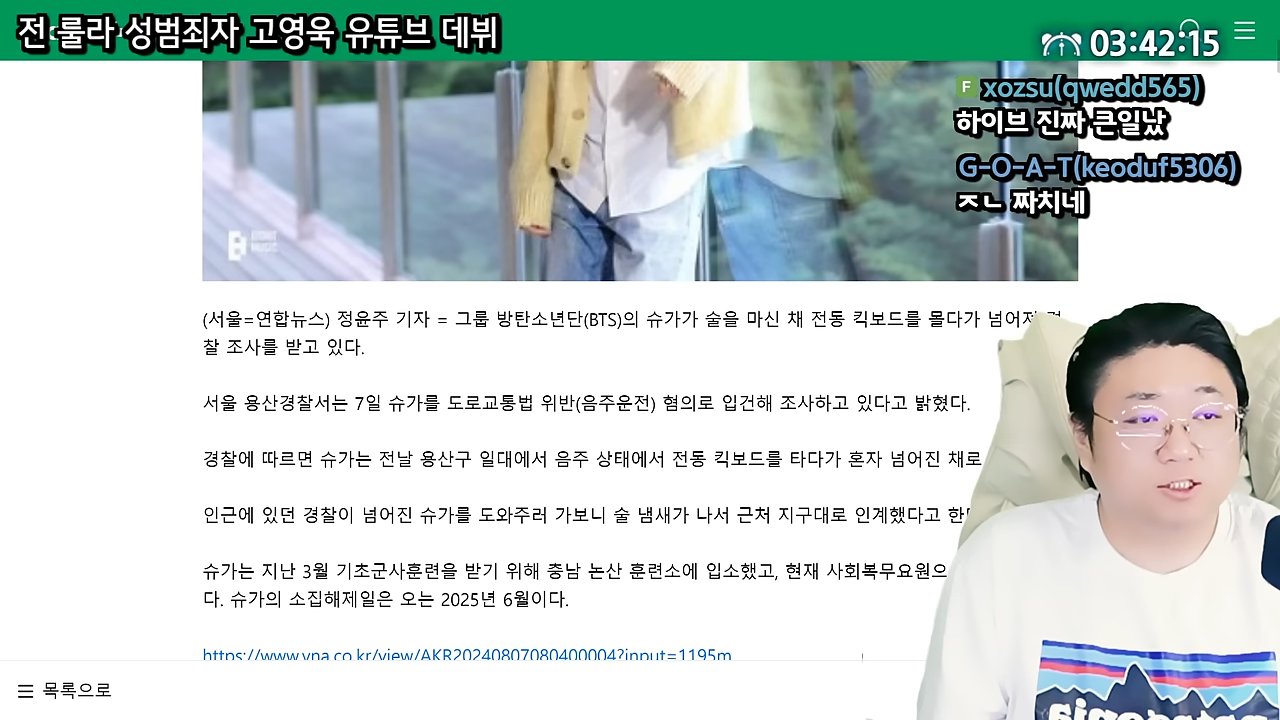 전 룰라 성범죄자 고영욱 유튜브 데뷔
03:42:15
F xozsu(qwedd565)
하이브 진짜 큰일났
G-O-A-T(keoduf5306)
ㅈㄴ 짜치네
BIGHIT
MUSIC
(서울=연합뉴스) 정윤주 기자 = 그룹 방탄소년단(BTS)의 슈가가 술을 마신 채 전동 킥보드를 몰다가 넘어져
찰 조사를 받고 있다.
서울 용산경찰서는 7일 슈가를 도로교통법 위반(음주운전) 혐의로 입건해 조사하고 있다고 밝혔다.
경찰에 따르면 슈가는 전날 용산구 일대에서 음주 상태에서 전동 킥보드를 타다가 혼자 넘어진 채로
인근에 있던 경찰이 넘어진 슈가를 도와주러 가보니 술 냄새가 나서 근처 지구대로 인계했다고
슈가는 지난 3월 기초군사훈련을 받기 위해 충남 논산 훈련소에 입소했고, 현재 사회복무요원으
다. 슈가의 소집해제일은 오는 2025년 6월이다.
https://www.yna.co.kr/view/AKR20240807080400004?input=1195m
목록으로
patagonia